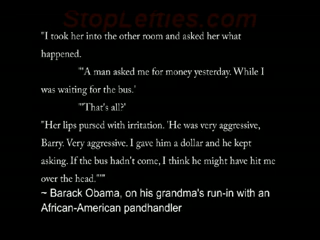 StopLefties.com
"I took her into the other room and asked her what
happened.
"'A man asked me for money yesterday. While I
was waiting for the bus.'
"'That's all?'
"Her lips pursed with irritation. 'He was very aggressive,
Barry. Very aggressive. I gave him a dollar and he kept
asking. If the bus hadn't come, I think he might have hit me
over the head.'""
~ Barack Obama, on his grandma's run-in with an
African-American pandhandler